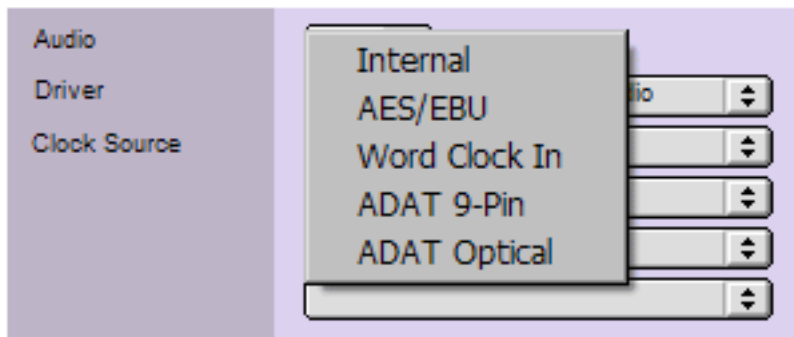 Audio
Driver
Clock Source
Internal
AES/EBU
Word Clock In
ADAT 9-Pin
ADAT Optical